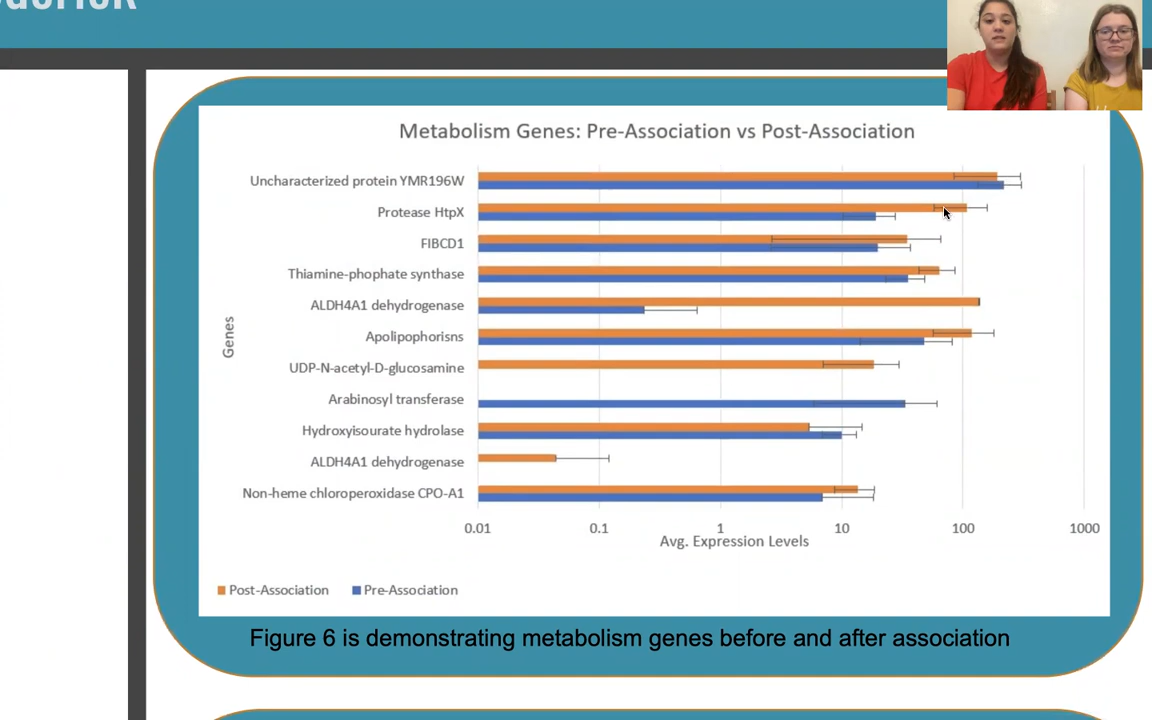 Metabolism Genes: Pre-Association vs Post-Association
Uncharacterized protein YMR196W
Protease HtpX
FIBCD1
Thiamine-phophate synthase
ALDH4A1 dehydrogenase
Apolipophorisns
UDP-N-acetyl-D-glucosamine
Arabinosyl transferase
Hydroxyisourate hydrolase
ALDH4A1 dehydrogenase
Non-heme chloroperoxidase CPO-A1
Genes
0.01 0.1 1 10 100 1000
Avg. Expression Levels
Post-Association Pre-Association
Figure 6 is demonstrating metabolism genes before and after association